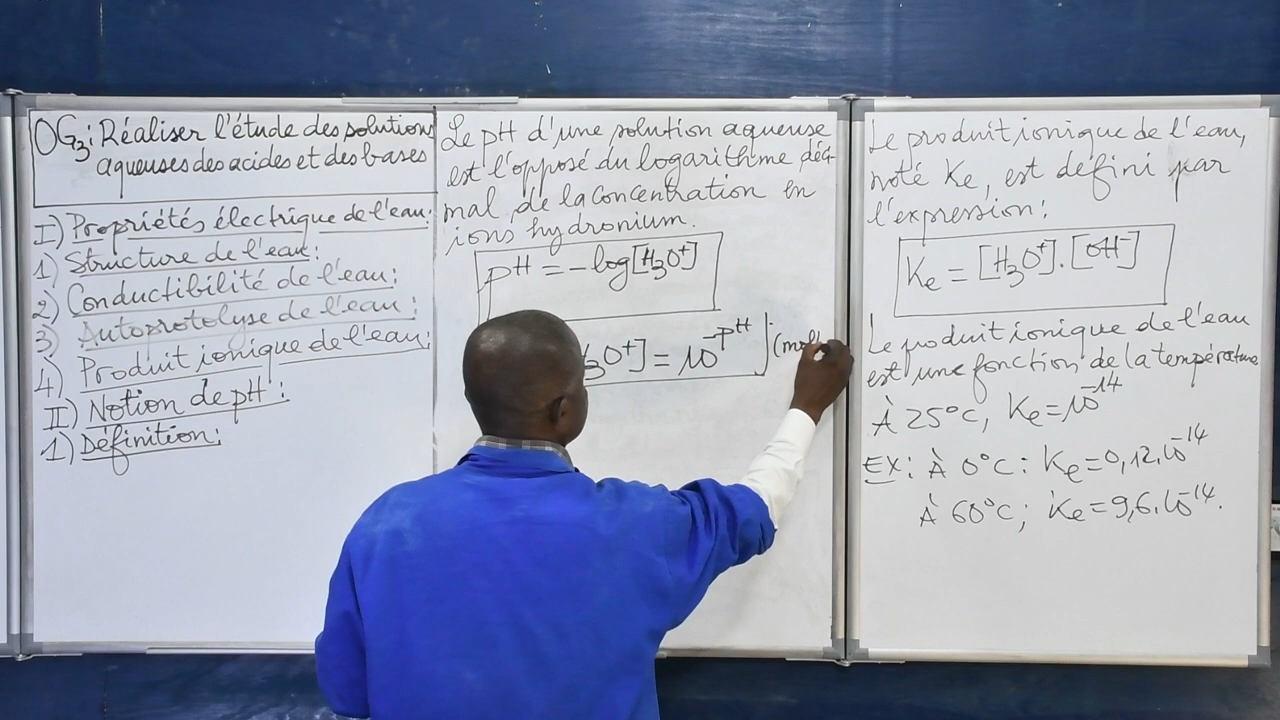 OG3: Réaliser l'étude des solutions
aqueuses des acides et des bases
I) Propriétés électrique de l'eau:
1) Structure de l'eau:
2) Conductibilité de l'eau:
3) Autoprotolyse de l'eau:
4) Produit ionique de l'eau:
II) Notion de pH:
1) Définition:
Le pH d'une solution aqueuse
est l'opposé du logarithme déci-
mal de la concentration en
ions hydronium.
pH = -log[H₃O⁺]
₃O⁺] = 10^-pH
Le produit ionique de l'eau,
noté Ke, est défini par
l'expression:
Ke = [H₃O⁺].[OH⁻]
Le produit ionique de l'eau
est une fonction de la température
À 25°C, Ke = 10⁻¹⁴
EX: À 0°C: Ke = 0,12.10⁻¹⁴
À 60°C; Ke = 9,6.10⁻¹⁴.